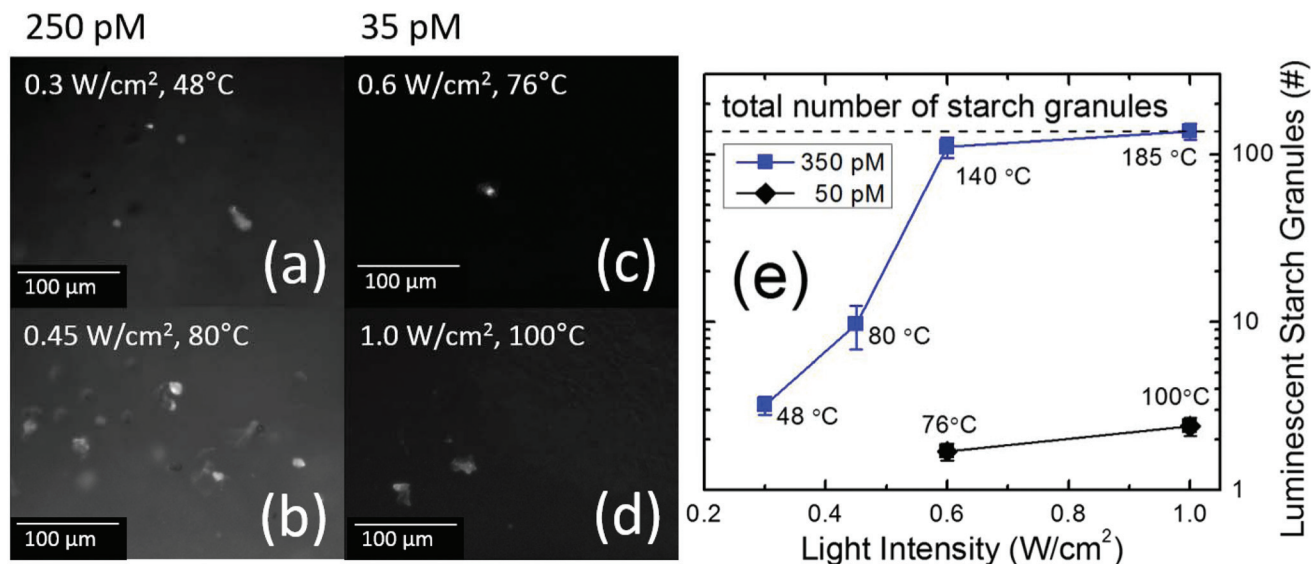 250 pM
35 pM
0.3 W/cm², 48°C
(a)
100 µm
0.6 W/cm², 76°C
(c)
100 µm
0.45 W/cm², 80°C
(b)
100 µm
1.0 W/cm², 100°C
(d)
100 µm
total number of starch granules
350 pM
50 pM
(e)
48 °C
80 °C
140 °C
185 °C
76°C
100°C
100
10
1
0.2 0.4 0.6 0.8 1.0
Light Intensity (W/cm²)
Luminescent Starch Granules (#)